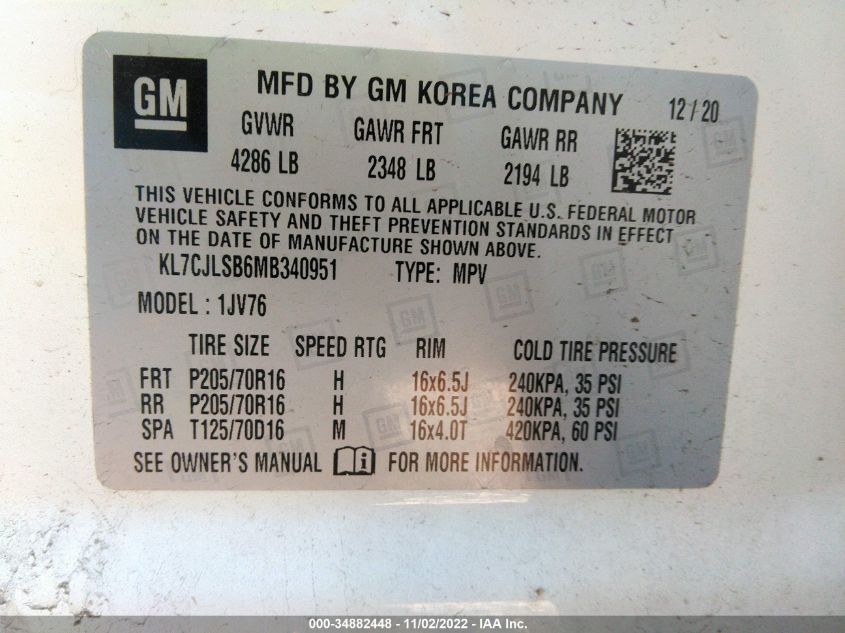 GM MFD BY GM KOREA COMPANY 12 / 20
GVWR GAWR FRT GAWR RR
4286 LB 2348 LB 2194 LB
THIS VEHICLE CONFORMS TO ALL APPLICABLE U.S. FEDERAL MOTOR
VEHICLE SAFETY AND THEFT PREVENTION STANDARDS IN EFFECT
ON THE DATE OF MANUFACTURE SHOWN ABOVE.
KL7CJLSB6MB340951 TYPE: MPV
MODEL : 1JV76
TIRE SIZE SPEED RTG RIM COLD TIRE PRESSURE
FRT P205/70R16 H 16x6.5J 240KPA, 35 PSI
RR P205/70R16 H 16x6.5J 240KPA, 35 PSI
SPA T125/70D16 M 16x4.0T 420KPA, 60 PSI
SEE OWNER'S MANUAL FOR MORE INFORMATION.
000-34882448 - 11/02/2022 - IAA Inc.